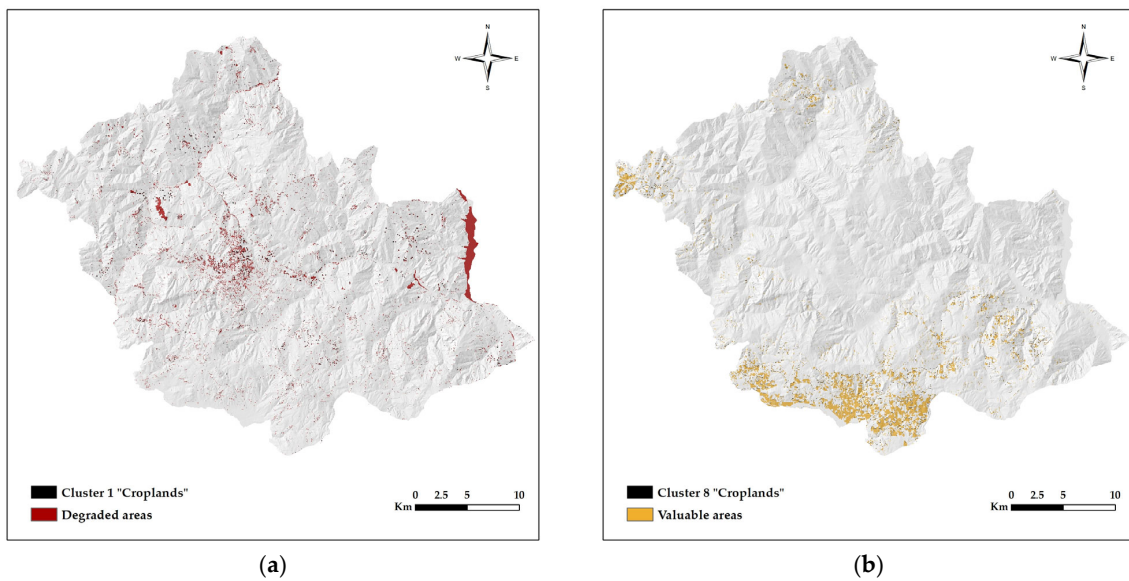 N
W E
S
Cluster 1 "Croplands"
Degraded areas
0 2.5 5 10
Km
(a)
N
W E
S
Cluster 8 "Croplands"
Valuable areas
0 2.5 5 10
Km
(b)